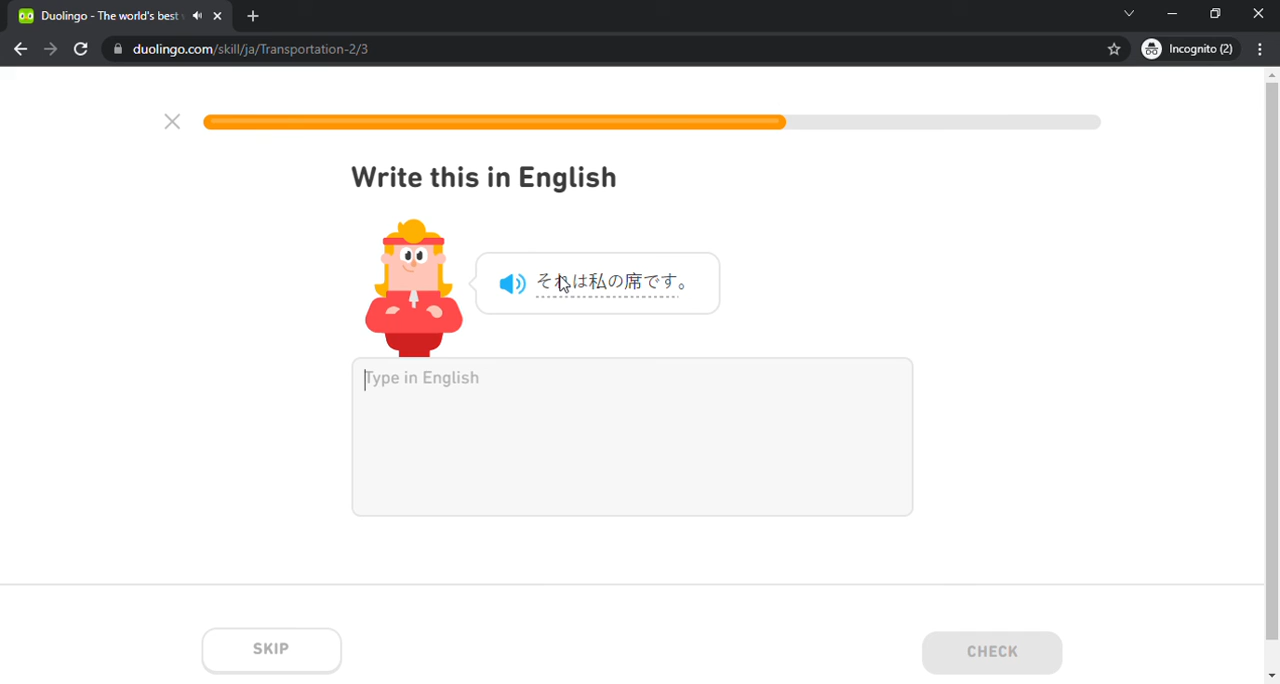 Duolingo - The world's best
duolingo.com/skill/ja/Transportation-2/3
Incognito (2)
Write this in English
それは私の席です。
Type in English
SKIP
CHECK